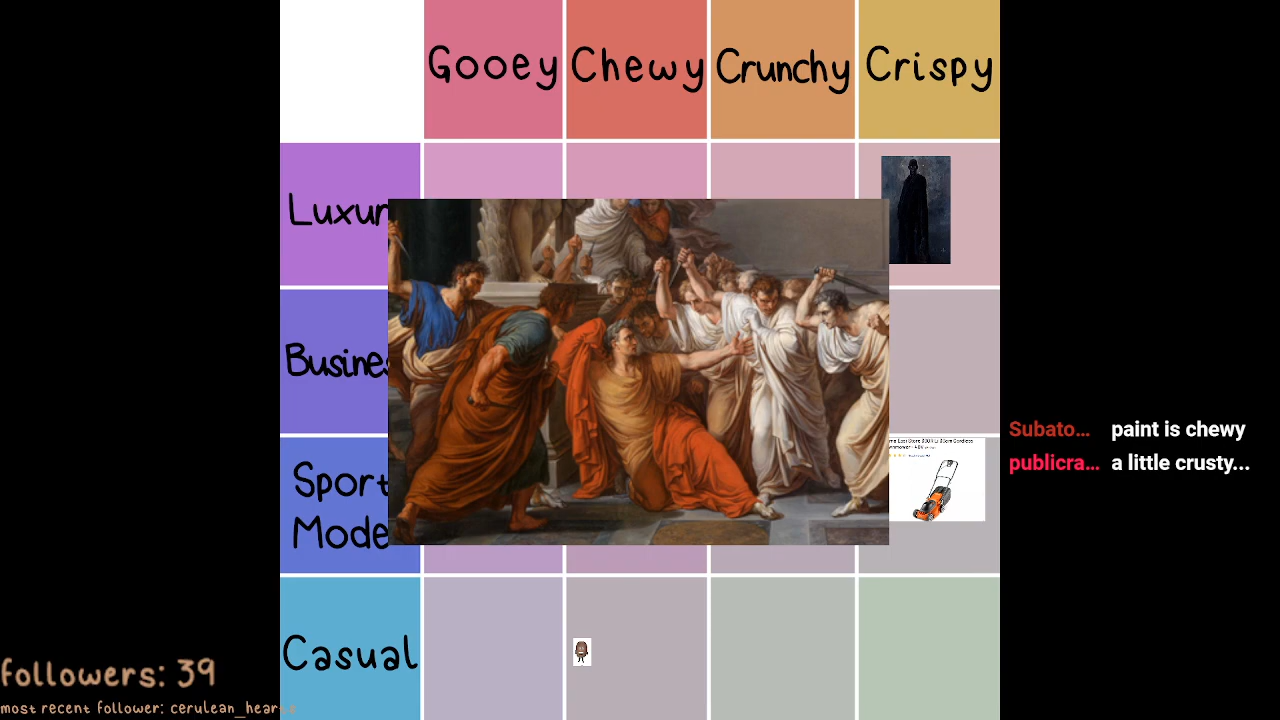 Gooey Chewy Crunchy Crispy
Luxur
Busines
Sport
Mode
Casual
Subato... paint is chewy
publicra... a little crusty...
followers: 39
most recent follower: cerulean_hear